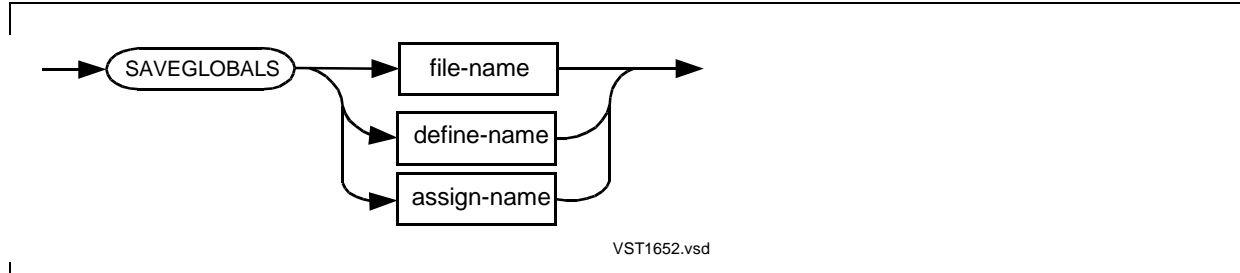 SAVEGLOBALS
file-name
define-name
assign-name
VST1652.vsd